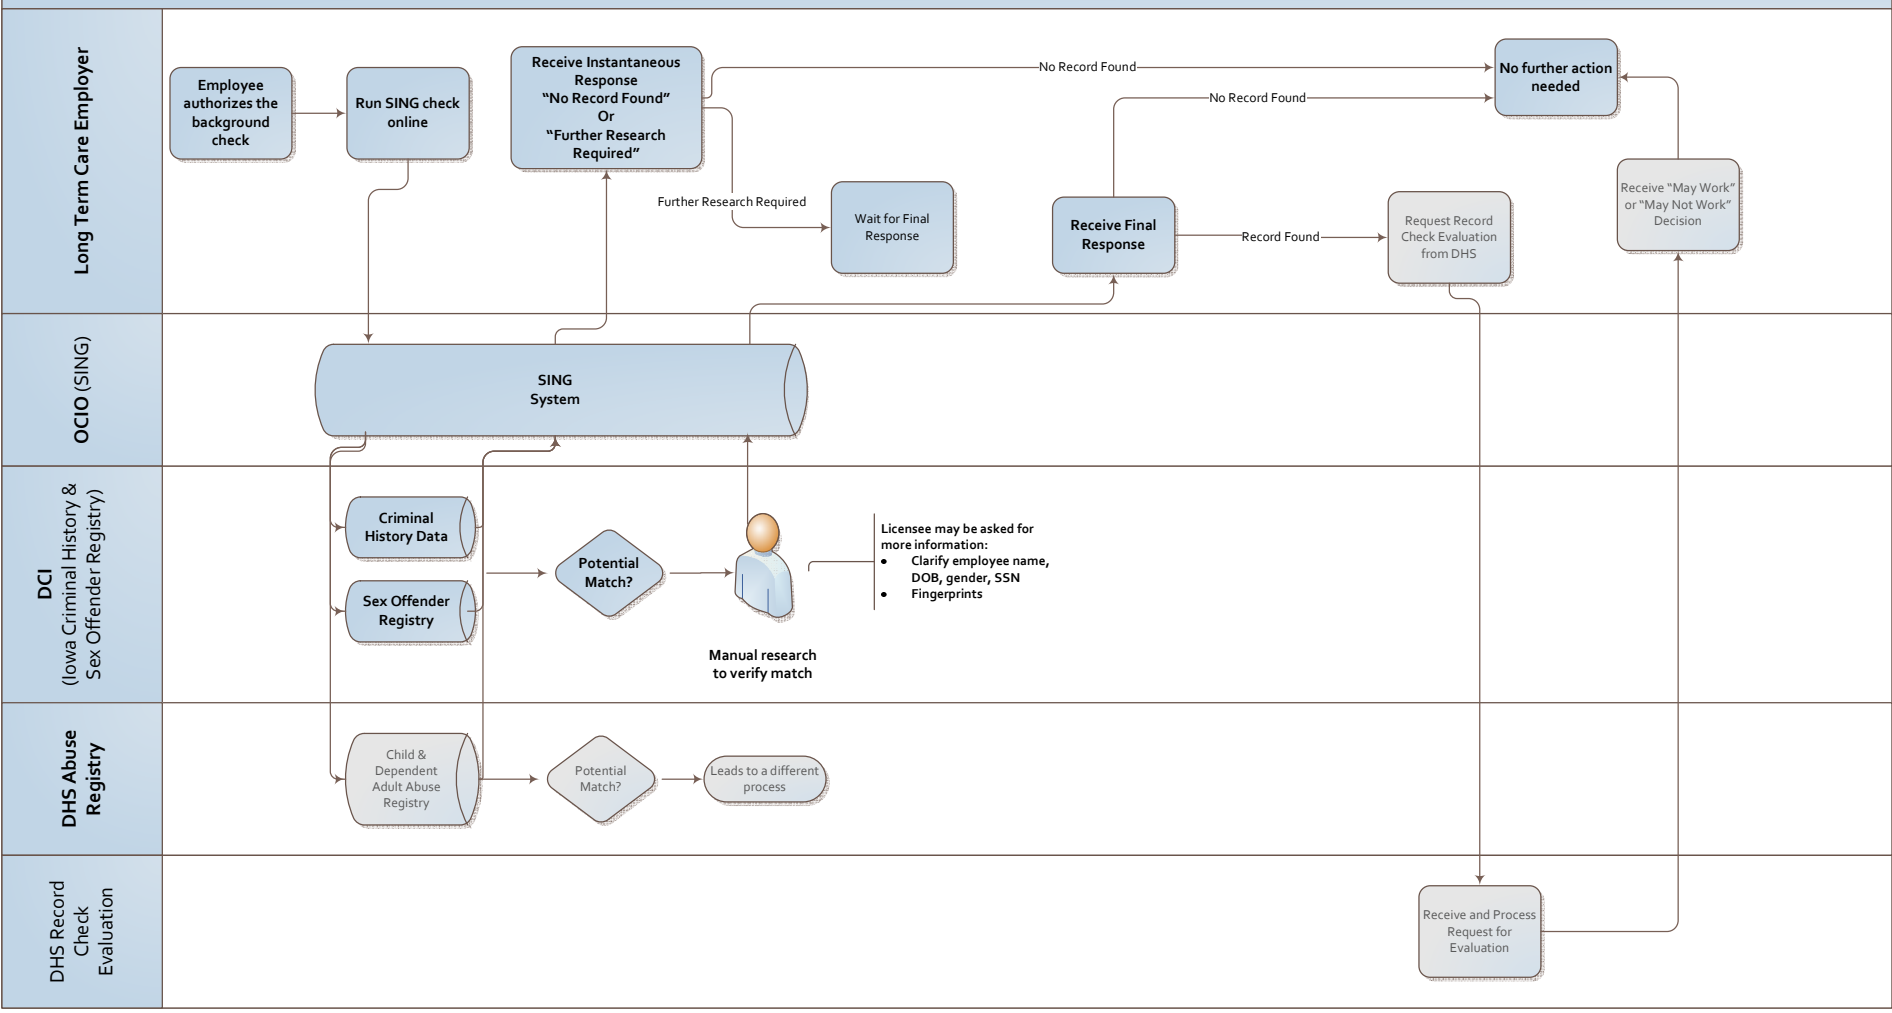 Long Term Care Employer
Employee
authorizes the
background
check
Run SING check
online
Receive Instantaneous
Response
“No Record Found”
Or
“Further Research
Required”
No Record Found
No further action
needed
No Record Found
Further Research Required
Wait for Final
Response
Receive Final
Response
Record Found
Request Record
Check Evaluation
from DHS
Receive “May Work”
or “May Not Work”
Decision
OCIO (SING)
SING
System
DCI
(Iowa Criminal History &
Sex Offender Registry)
Criminal
History Data
Sex Offender
Registry
Potential
Match?
Manual research
to verify match
Licensee may be asked for
more information:
• Clarify employee name,
DOB, gender, SSN
• Fingerprints
DHS Abuse
Registry
Child &
Dependent
Adult Abuse
Registry
Potential
Match?
Leads to a different
process
DHS Record
Check
Evaluation
Receive and Process
Request for
Evaluation